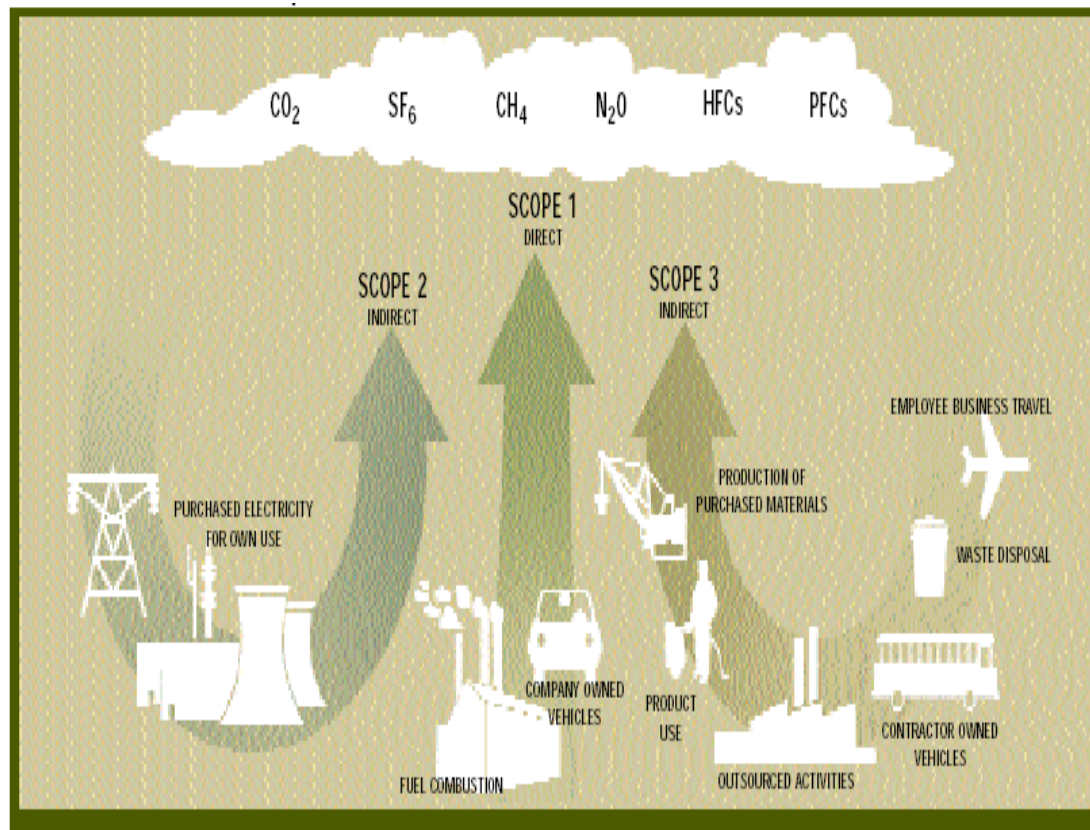 CO₂ SF₆ CH₄ N₂O HFCs PFCs
SCOPE 1
DIRECT
SCOPE 2
INDIRECT
SCOPE 3
INDIRECT
EMPLOYEE BUSINESS TRAVEL
PURCHASED ELECTRICITY
FOR OWN USE
PRODUCTION OF
PURCHASED MATERIALS
WASTE DISPOSAL
COMPANY OWNED
VEHICLES
PRODUCT
USE
CONTRACTOR OWNED
VEHICLES
FUEL COMBUSTION
OUTSOURCED ACTIVITIES